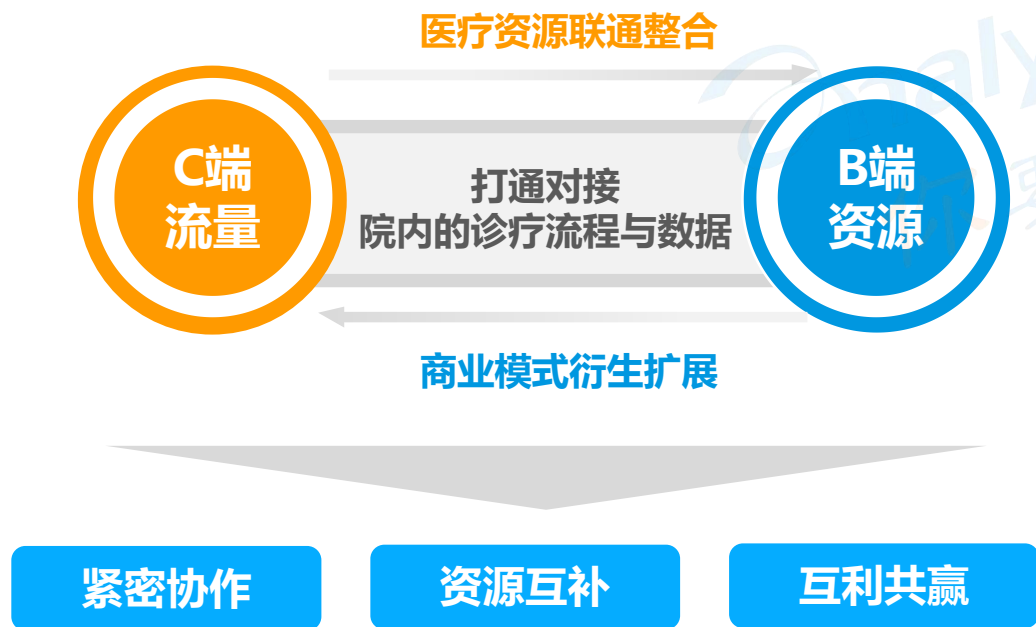 医疗资源联通整合
C端
流量
打通对接
院内的诊疗流程与数据
B端
资源
商业模式衍生扩展
紧密协作
资源互补
互利共赢